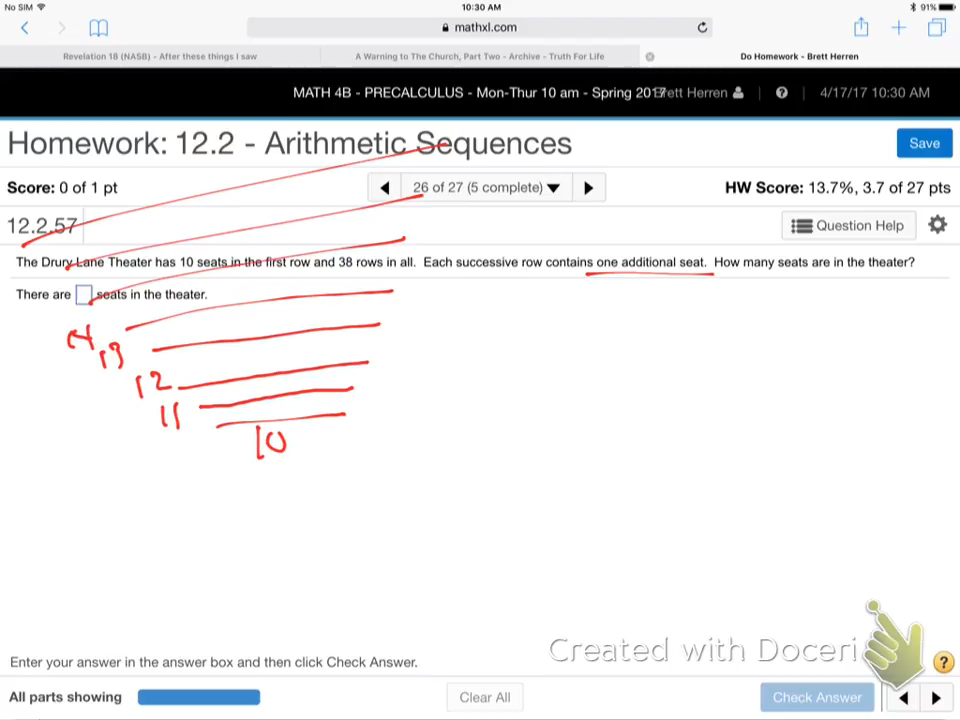 No SIM
10:30 AM
91%
mathxl.com
Revelation 18 (NASB) - After these things I saw
A Warning to The Church, Part Two - Archive - Truth For Life
Do Homework - Brett Herren
MATH 4B - PRECALCULUS - Mon-Thur 10 am - Spring 2017
Brett Herren
?
4/17/17 10:30 AM
Homework: 12.2 - Arithmetic Sequences
Save
Score: 0 of 1 pt
26 of 27 (5 complete)
HW Score: 13.7%, 3.7 of 27 pts
12.2.57
Question Help
The Drury Lane Theater has 10 seats in the first row and 38 rows in all. Each successive row contains one additional seat. How many seats are in the theater?
There are seats in the theater.
14
13
12
11
10
Created with Doceri
Enter your answer in the answer box and then click Check Answer.
?
All parts showing
Clear All
Check Answer